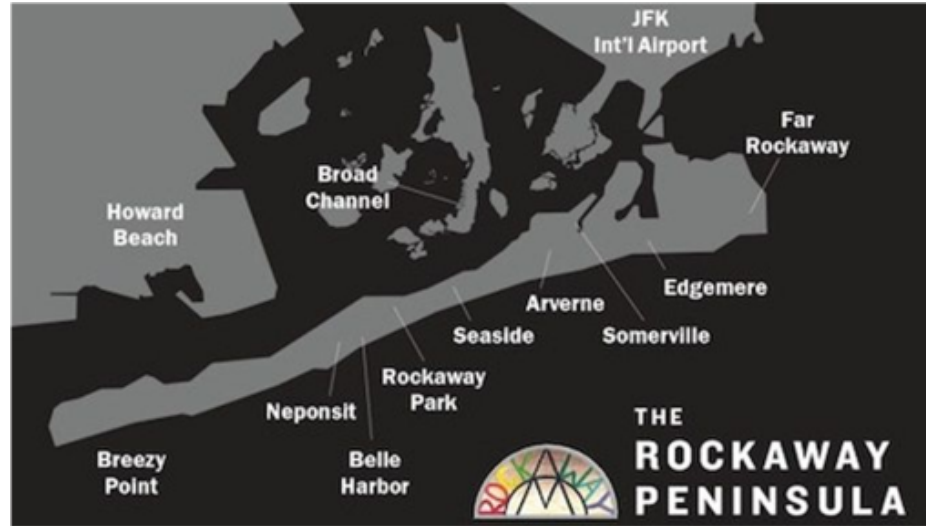 JFK
Int'l Airport
Far
Rockaway
Broad
Channel
Howard
Beach
Edgemere
Arverne
Somerville
Seaside
Rockaway
Park
Neponsit
Belle
Harbor
Breezy
Point
THE
ROCKAWAY
PENINSULA
ROCKAWAY